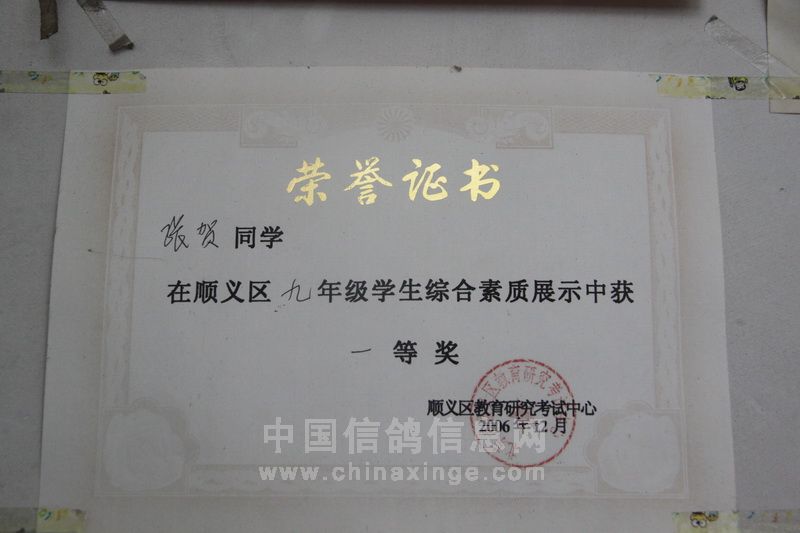 荣誉证书
张贺 同学
在顺义区九年级学生综合素质展示中获
一等奖
顺义区教育研究考试中心
2006年12月
中国信鸽信息网
www.chinaxinge.com